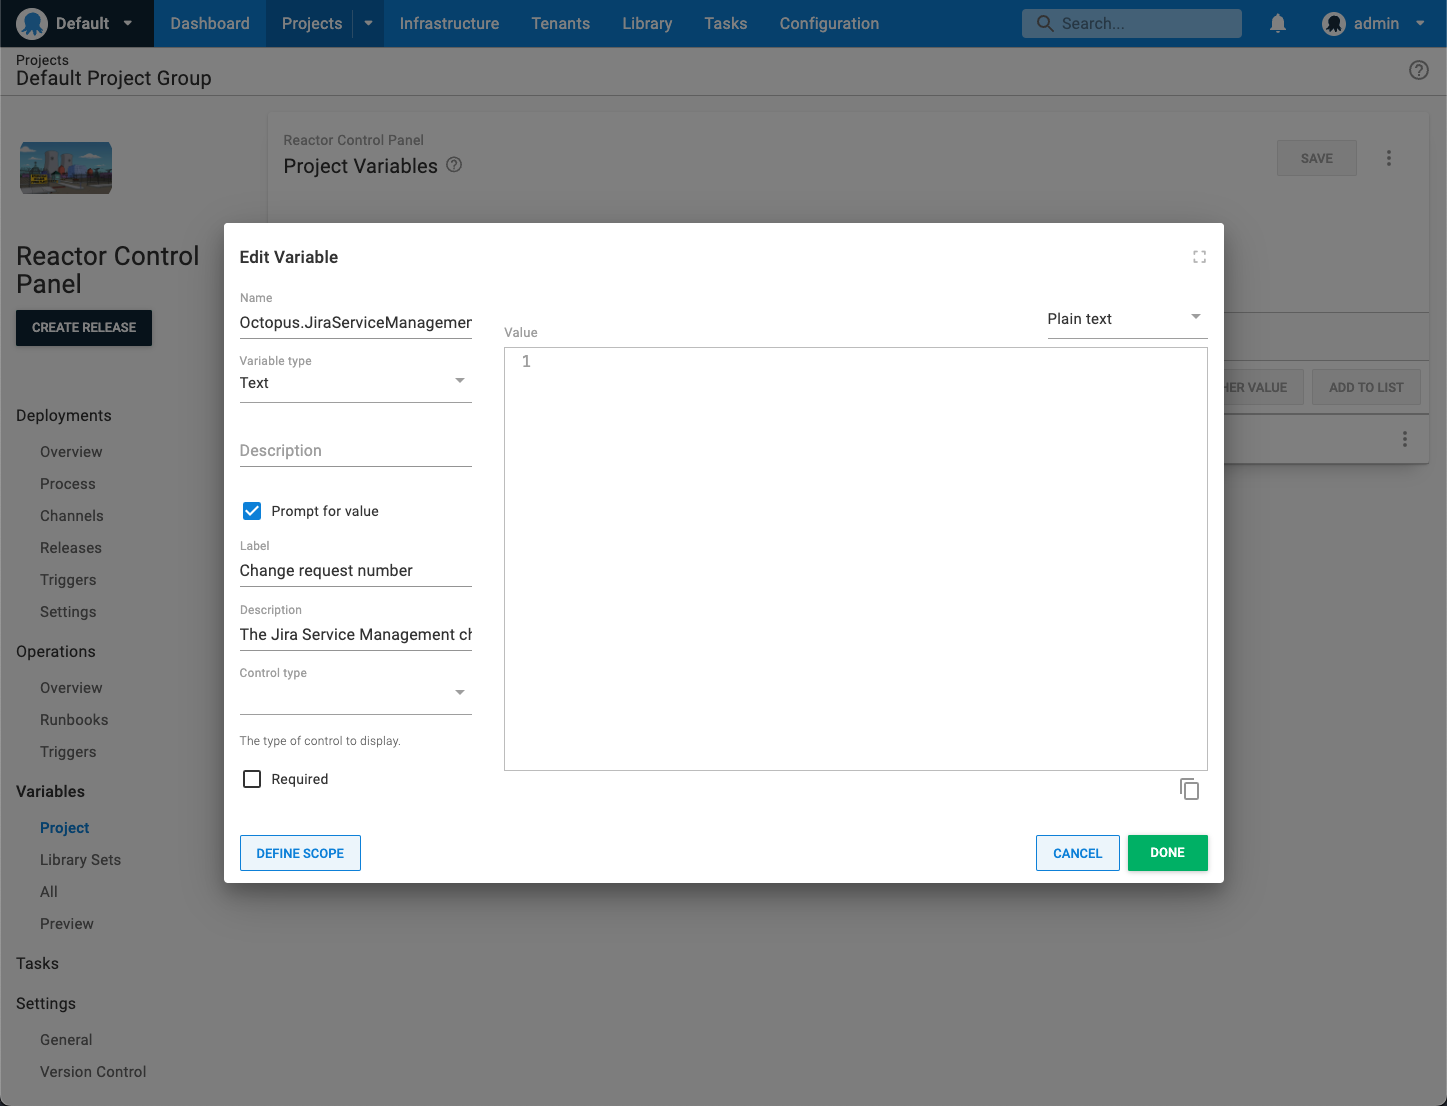 Default
Dashboard
Projects
Infrastructure
Tenants
Library
Tasks
Configuration
Search...
admin
Projects
Default Project Group
Reactor Control Panel
Project Variables
SAVE
Reactor Control
Panel
CREATE RELEASE
Deployments
Overview
Process
Channels
Releases
Triggers
Settings
Operations
Overview
Runbooks
Triggers
Variables
Project
Library Sets
All
Preview
Tasks
Settings
General
Version Control
Edit Variable
Name
Octopus.JiraServiceManagemen
Variable type
Text
Description
Prompt for value
Label
Change request number
Description
The Jira Service Management ch
Control type
The type of control to display.
Required
Value
Plain text
1
DEFINE SCOPE
CANCEL
DONE
HER VALUE
ADD TO LIST